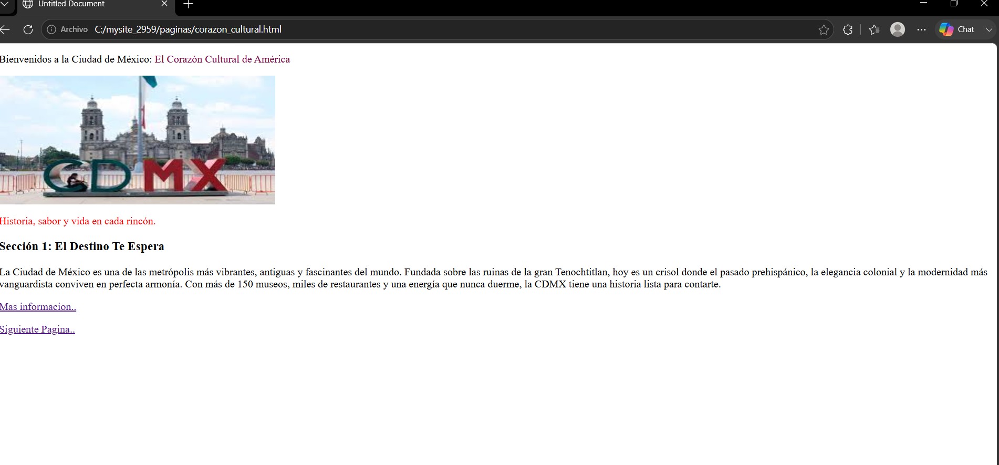 Untitled Document
Archivo C:/mysite_2959/paginas/corazon_cultural.html
Chat
Bienvenidos a la Ciudad de México: El Corazón Cultural de América
CDMX
Historia, sabor y vida en cada rincón.
Sección 1: El Destino Te Espera
La Ciudad de México es una de las metrópolis más vibrantes, antiguas y fascinantes del mundo. Fundada sobre las ruinas de la gran Tenochtitlan, hoy es un crisol donde el pasado prehispánico, la elegancia colonial y la modernidad más
vanguardista conviven en perfecta armonía. Con más de 150 museos, miles de restaurantes y una energía que nunca duerme, la CDMX tiene una historia lista para contarte.
Mas informacion..
Siguiente Pagina..